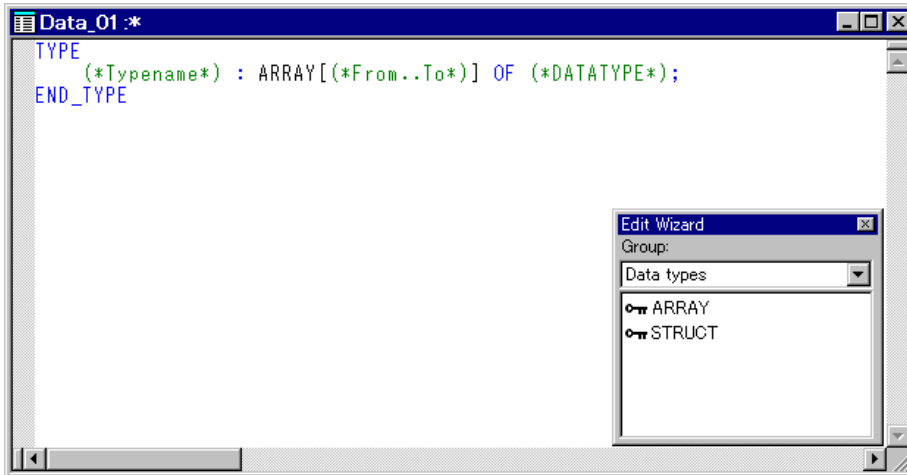 Data_01 :*
TYPE
(*Typename*) : ARRAY[(*From..To*)] OF (*DATATYPE*);
END_TYPE
Edit Wizard
Group:
Data types
ARRAY
STRUCT